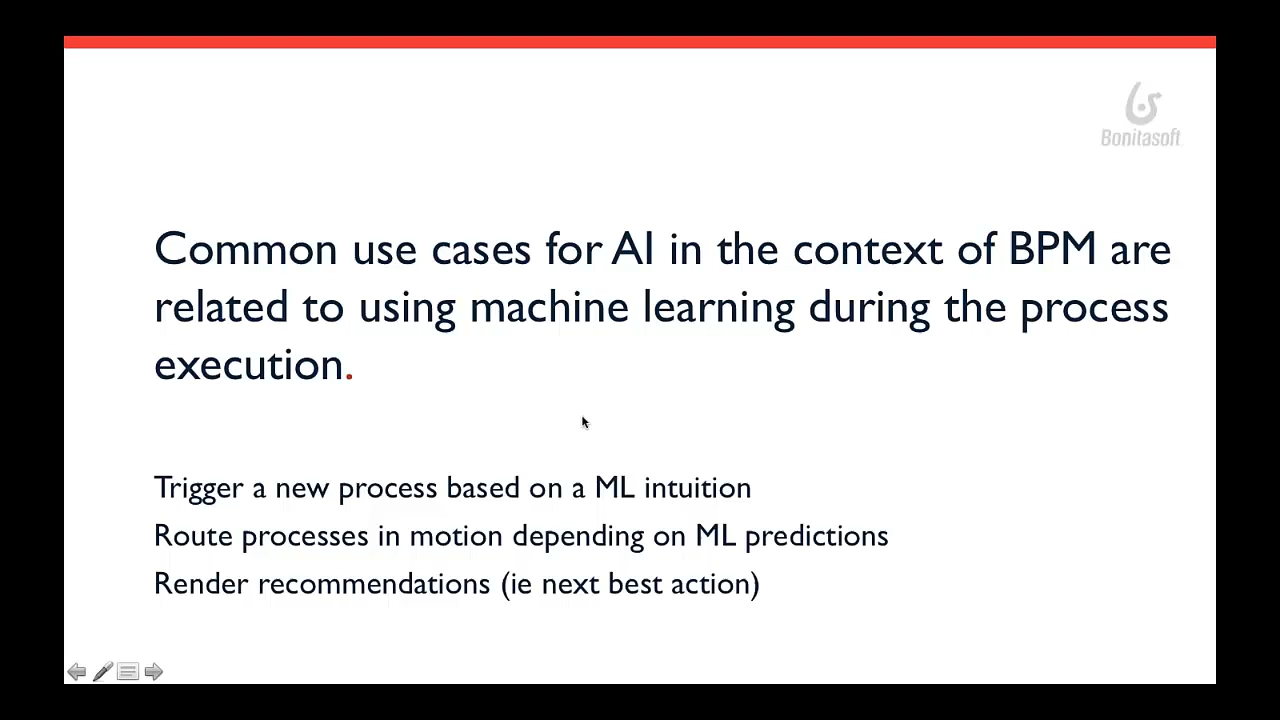 Bonitasoft
Common use cases for AI in the context of BPM are
related to using machine learning during the process
execution.
Trigger a new process based on a ML intuition
Route processes in motion depending on ML predictions
Render recommendations (ie next best action)